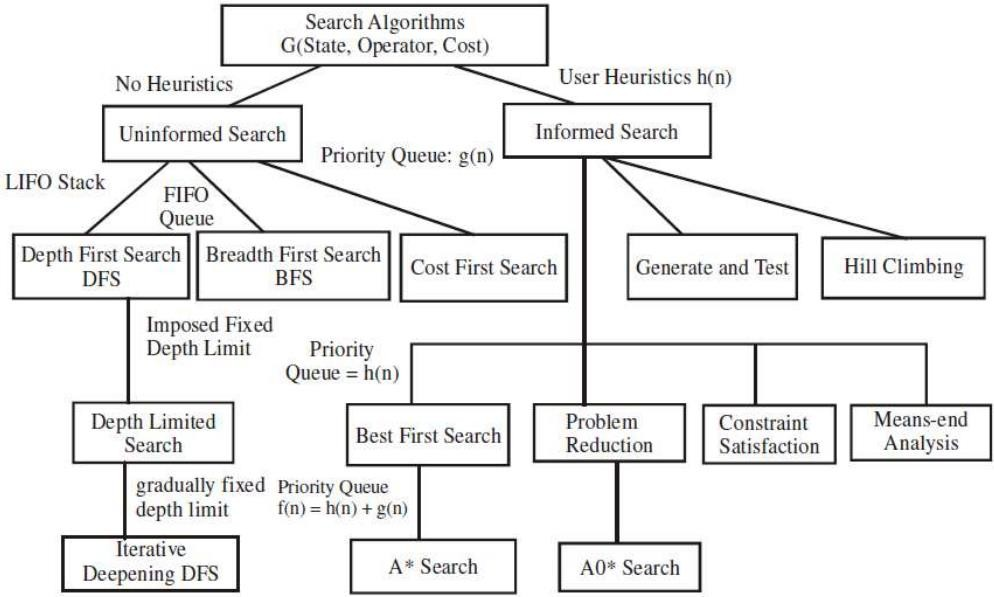 Search Algorithms
G(State, Operator, Cost)
No Heuristics
User Heuristics h(n)
Uninformed Search
Informed Search
LIFO Stack
FIFO
Queue
Priority Queue: g(n)
Depth First Search
DFS
Breadth First Search
BFS
Cost First Search
Generate and Test
Hill Climbing
Imposed Fixed
Depth Limit
Priority
Queue = h(n)
Depth Limited
Search
Best First Search
Problem
Reduction
Constraint
Satisfaction
Means-end
Analysis
gradually fixed
depth limit
Priority Queue
f(n) = h(n) + g(n)
Iterative
Deepening DFS
A* Search
A0* Search